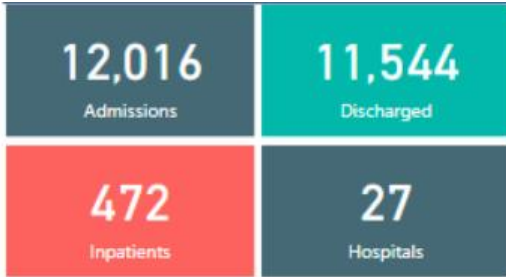 12,016
Admissions
11,544
Discharged
472
Inpatients
27
Hospitals